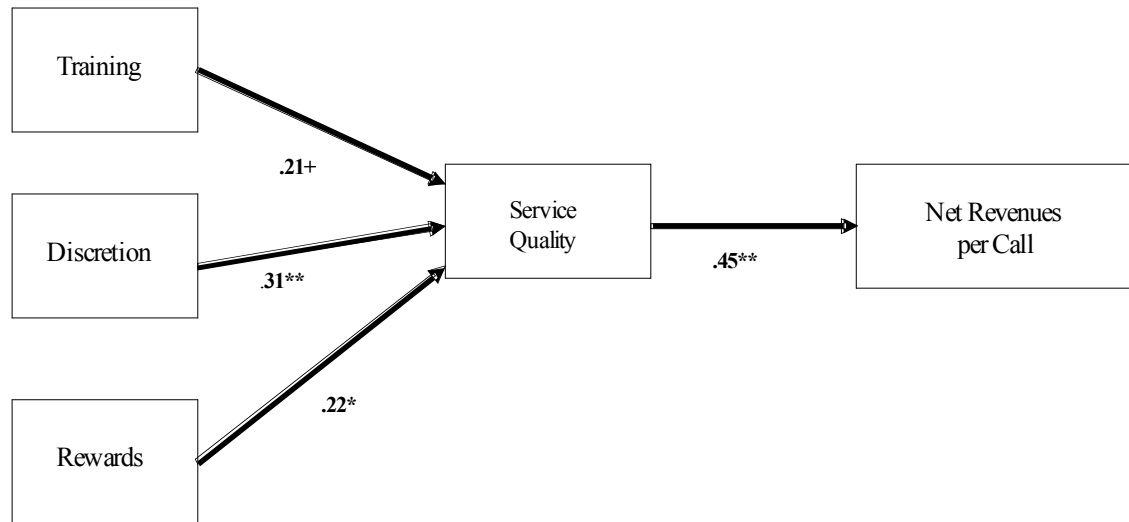 Training
.21+
Discretion
.31**
Service
Quality
.45**
Net Revenues
per Call
.22*
Rewards